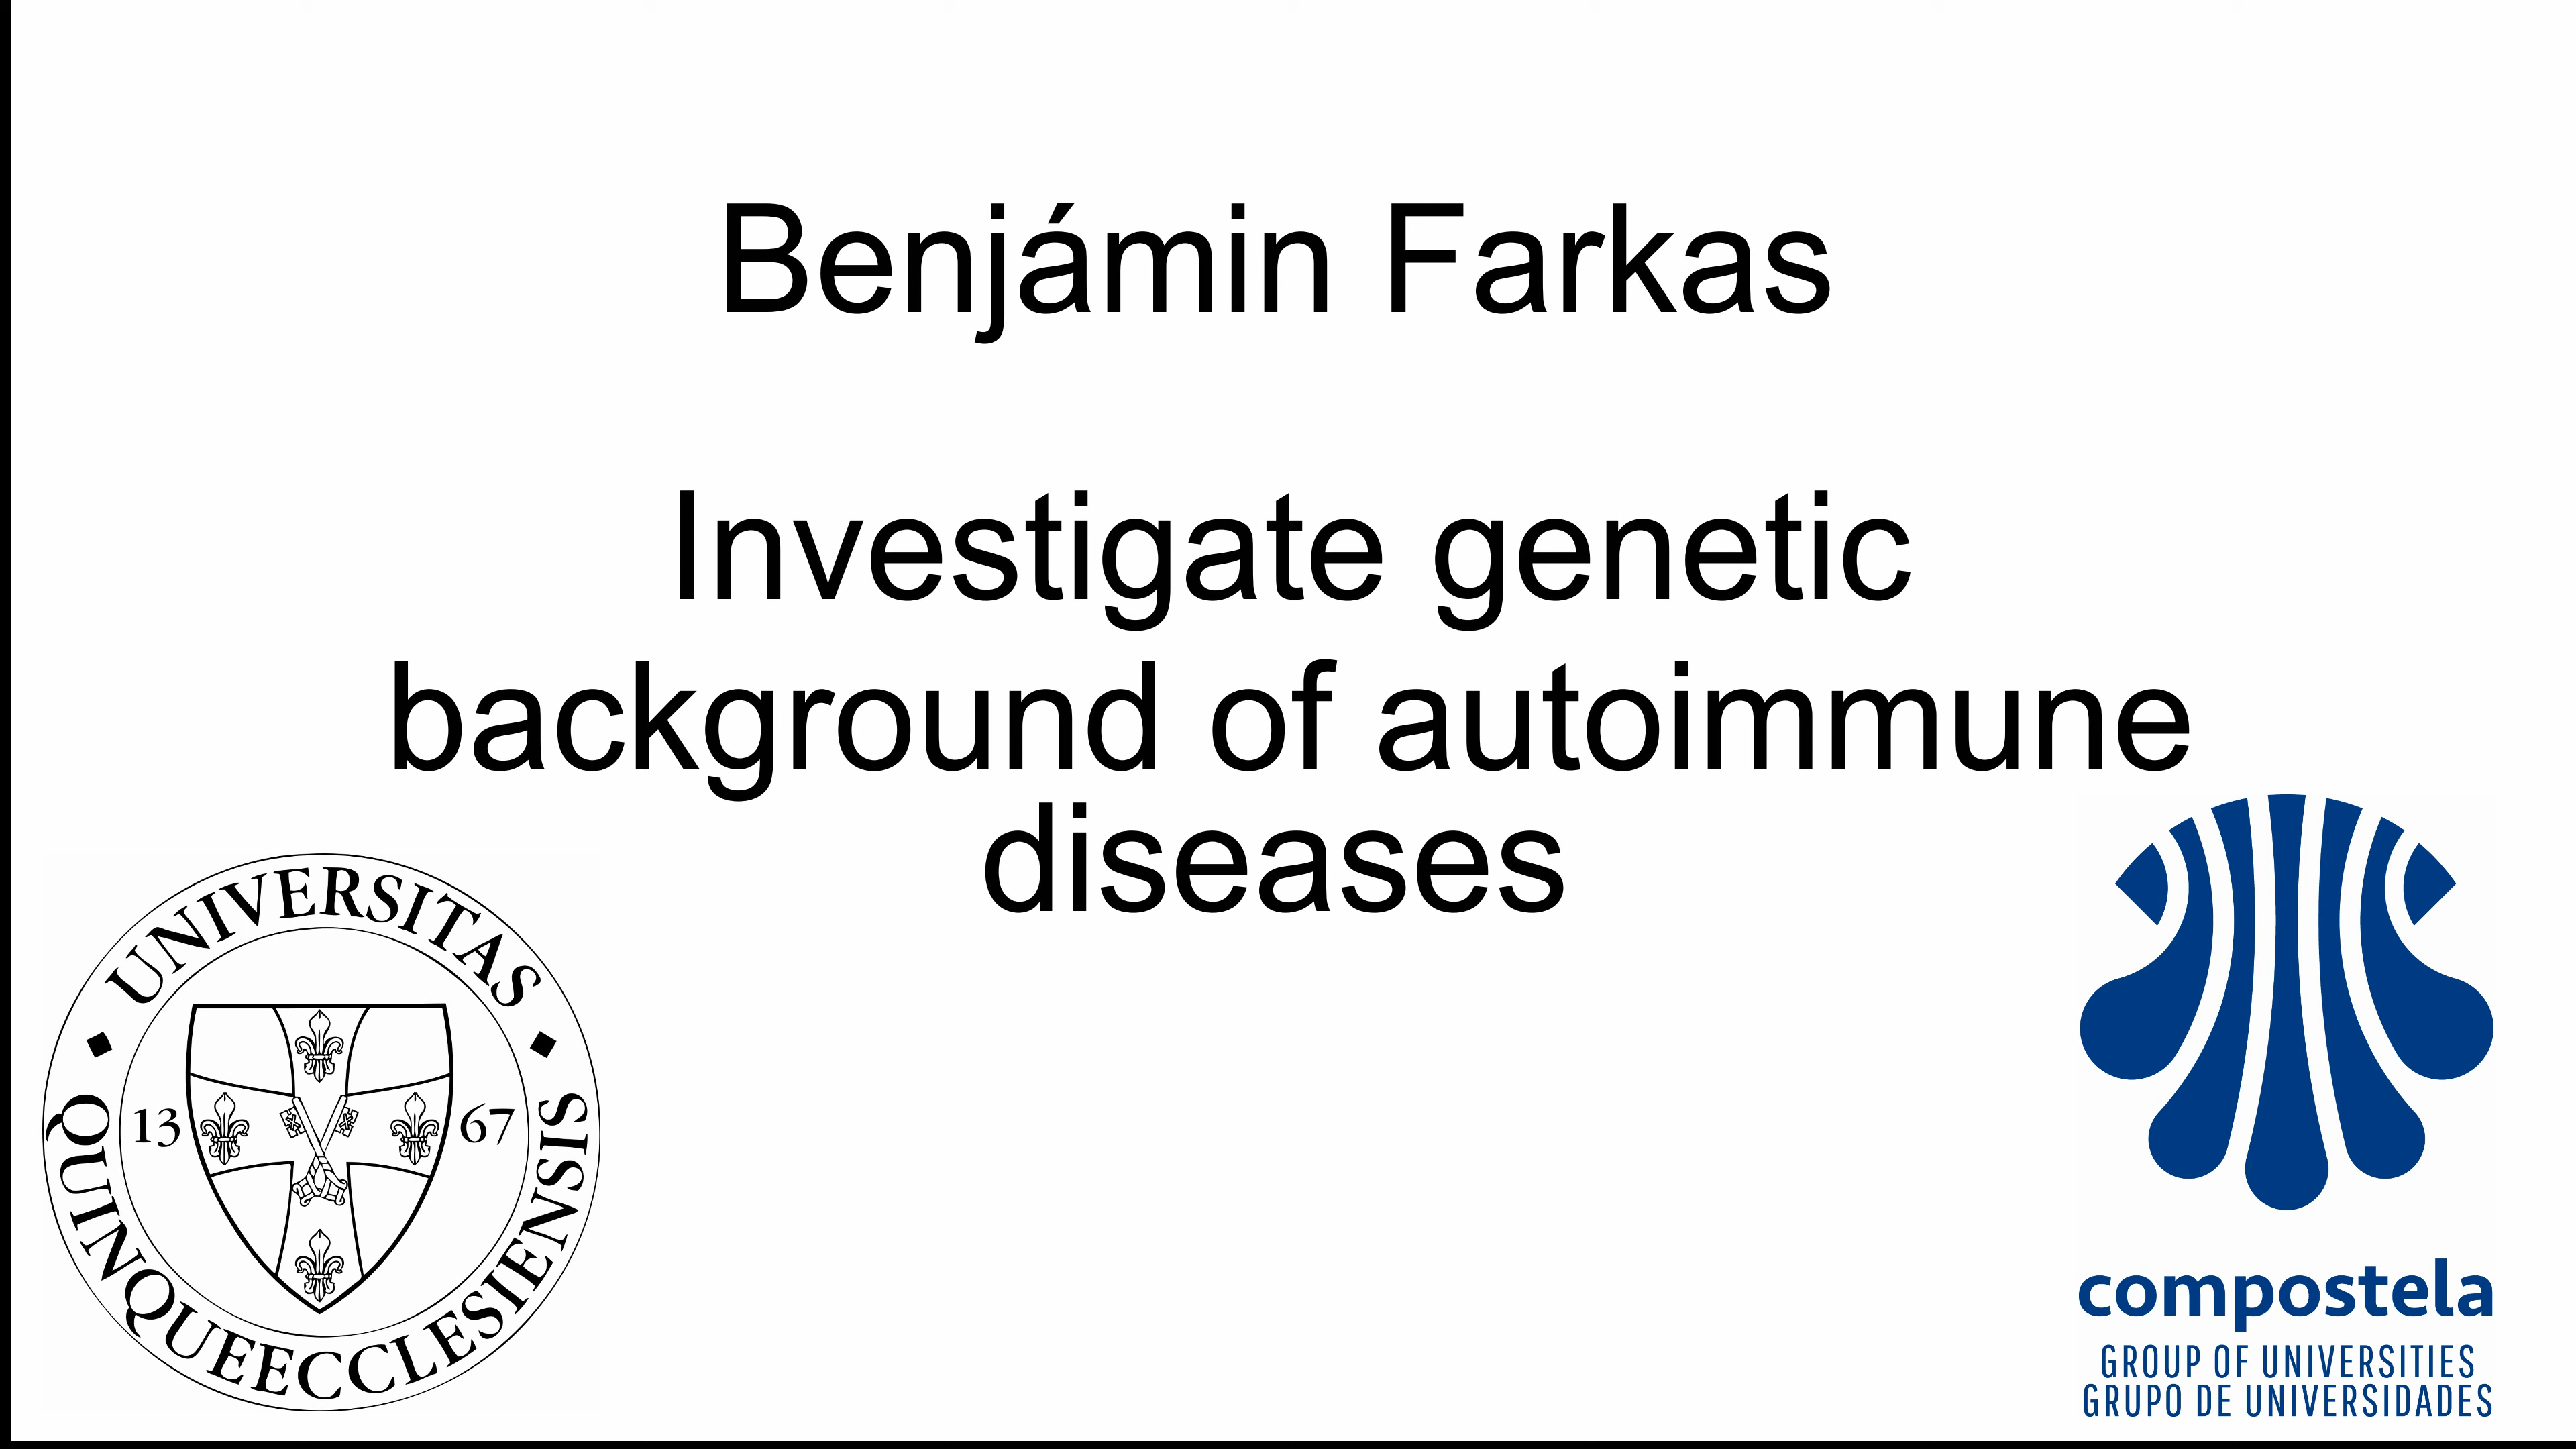 Benjámin Farkas
Investigate genetic
background of autoimmune
diseases
UNIVERSITAS
QUINQUEECCLESIENSIS
13 67
compostela
GROUP OF UNIVERSITIES
GRUPO DE UNIVERSIDADES